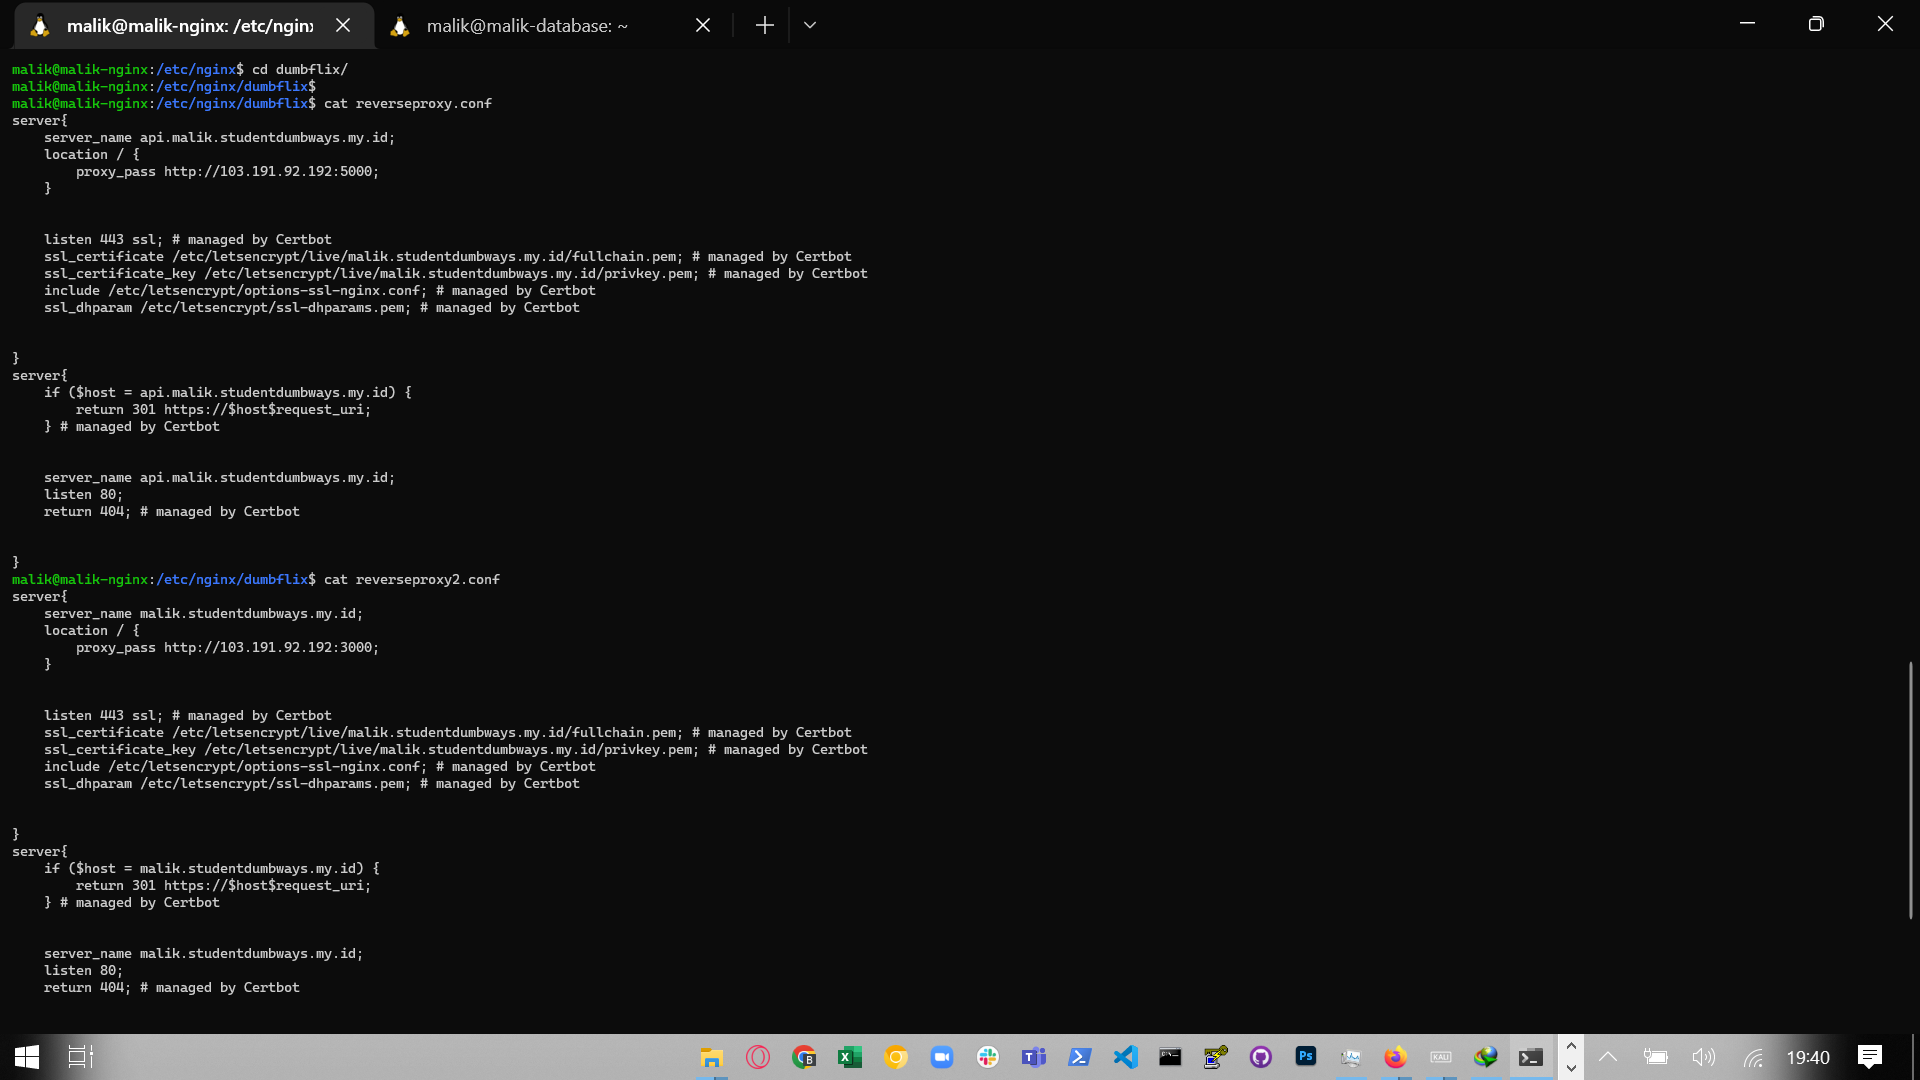 malik@malik-nginx: /etc/nginx
malik@malik-database: ~
malik@malik-nginx:/etc/nginx$ cd dumbflix/
malik@malik-nginx:/etc/nginx/dumbflix$
malik@malik-nginx:/etc/nginx/dumbflix$ cat reverseproxy.conf
server{
    server_name api.malik.studentdumbways.my.id;
    location / {
        proxy_pass http://103.191.92.192:5000;
    }
    listen 443 ssl; # managed by Certbot
    ssl_certificate /etc/letsencrypt/live/malik.studentdumbways.my.id/fullchain.pem; # managed by Certbot
    ssl_certificate_key /etc/letsencrypt/live/malik.studentdumbways.my.id/privkey.pem; # managed by Certbot
    include /etc/letsencrypt/options-ssl-nginx.conf; # managed by Certbot
    ssl_dhparam /etc/letsencrypt/ssl-dhparams.pem; # managed by Certbot
}
server{
    if ($host = api.malik.studentdumbways.my.id) {
        return 301 https://$host$request_uri;
    } # managed by Certbot
    server_name api.malik.studentdumbways.my.id;
    listen 80;
    return 404; # managed by Certbot
}
malik@malik-nginx:/etc/nginx/dumbflix$ cat reverseproxy2.conf
server{
    server_name malik.studentdumbways.my.id;
    location / {
        proxy_pass http://103.191.92.192:3000;
    }
    listen 443 ssl; # managed by Certbot
    ssl_certificate /etc/letsencrypt/live/malik.studentdumbways.my.id/fullchain.pem; # managed by Certbot
    ssl_certificate_key /etc/letsencrypt/live/malik.studentdumbways.my.id/privkey.pem; # managed by Certbot
    include /etc/letsencrypt/options-ssl-nginx.conf; # managed by Certbot
    ssl_dhparam /etc/letsencrypt/ssl-dhparams.pem; # managed by Certbot
}
server{
    if ($host = malik.studentdumbways.my.id) {
        return 301 https://$host$request_uri;
    } # managed by Certbot
    server_name malik.studentdumbways.my.id;
    listen 80;
    return 404; # managed by Certbot
Ps
KALI
19:40